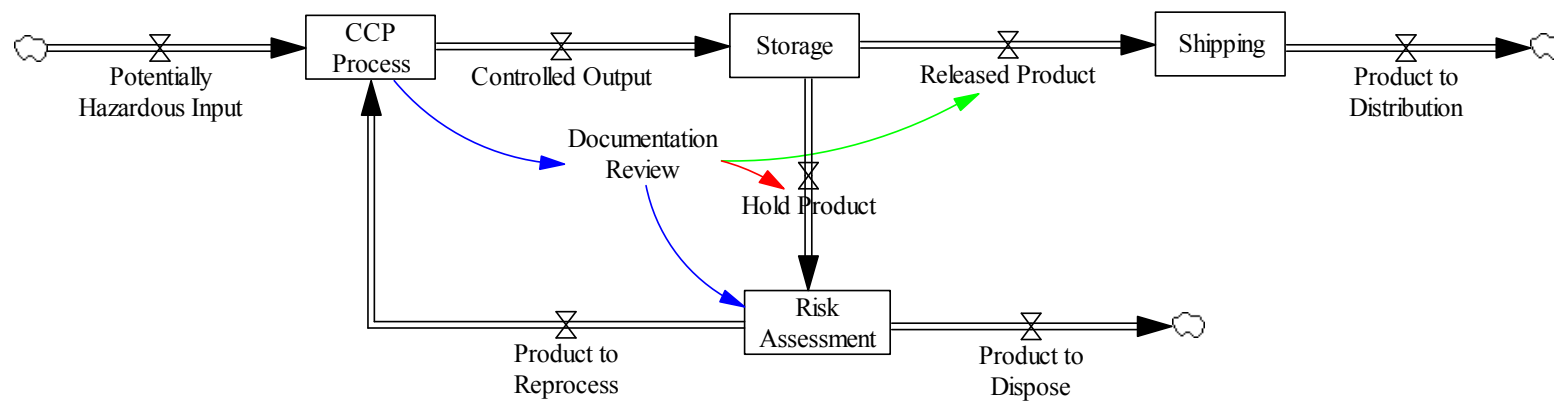 CCP
Process
Storage
Shipping
Potentially
Hazardous Input
Controlled Output
Released Product
Product to
Distribution
Documentation
Review
Hold Product
Risk
Assessment
Product to
Reprocess
Product to
Dispose